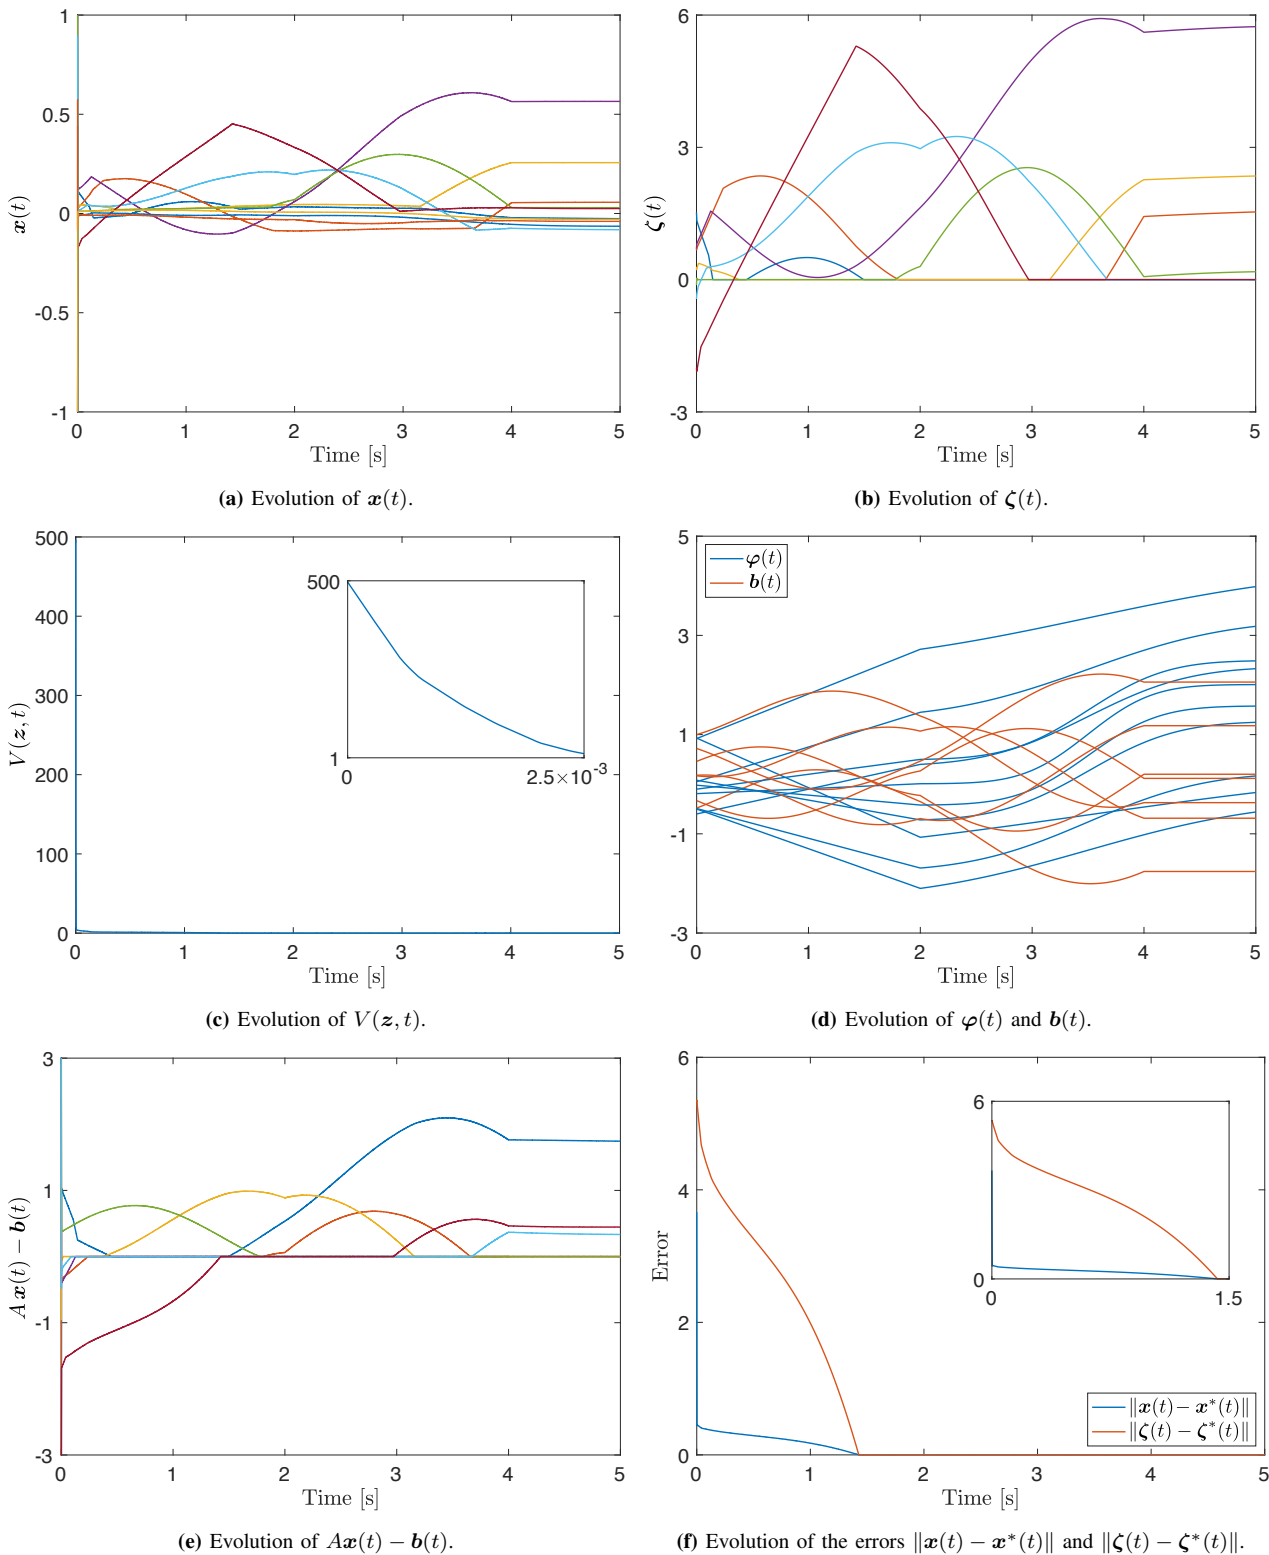 1
0.5
0
-0.5
-1
x(t)
0 1 2 3 4 5
Time [s]
(a) Evolution of x(t).
6
3
0
-3
ζ(t)
0 1 2 3 4 5
Time [s]
(b) Evolution of ζ(t).
500
400
300
200
100
0
V(z, t)
500
1
0 2.5×10⁻³
0 1 2 3 4 5
Time [s]
(c) Evolution of V(z, t).
5
3
1
-1
-3
φ(t)
b(t)
0 1 2 3 4 5
Time [s]
(d) Evolution of φ(t) and b(t).
3
1
-1
-3
A x(t) − b(t)
0 1 2 3 4 5
Time [s]
(e) Evolution of Ax(t) − b(t).
6
4
2
0
Error
6
0
0 1.5
‖x(t) − x*(t)‖
‖ζ(t) − ζ*(t)‖
0 1 2 3 4 5
Time [s]
(f) Evolution of the errors ‖x(t) − x*(t)‖ and ‖ζ(t) − ζ*(t)‖.